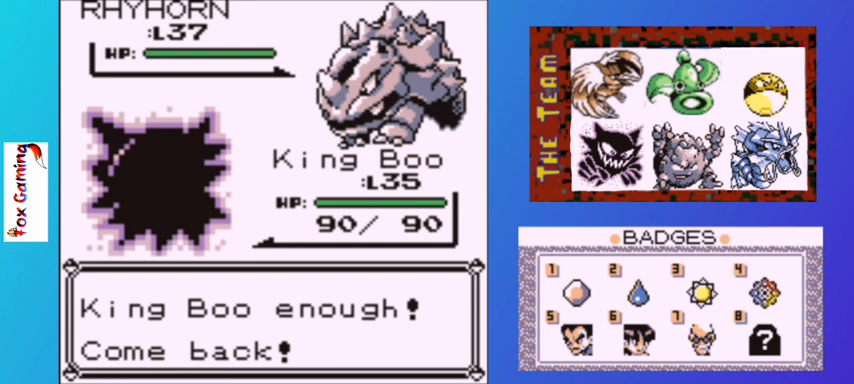 RHYHORN
:L37
HP:
King Boo
:L35
HP:
90/ 90
King Boo enough!
Come back!
Fox Gaming
THE TEAM
BADGES
1 2 3 4
5 6 7 8